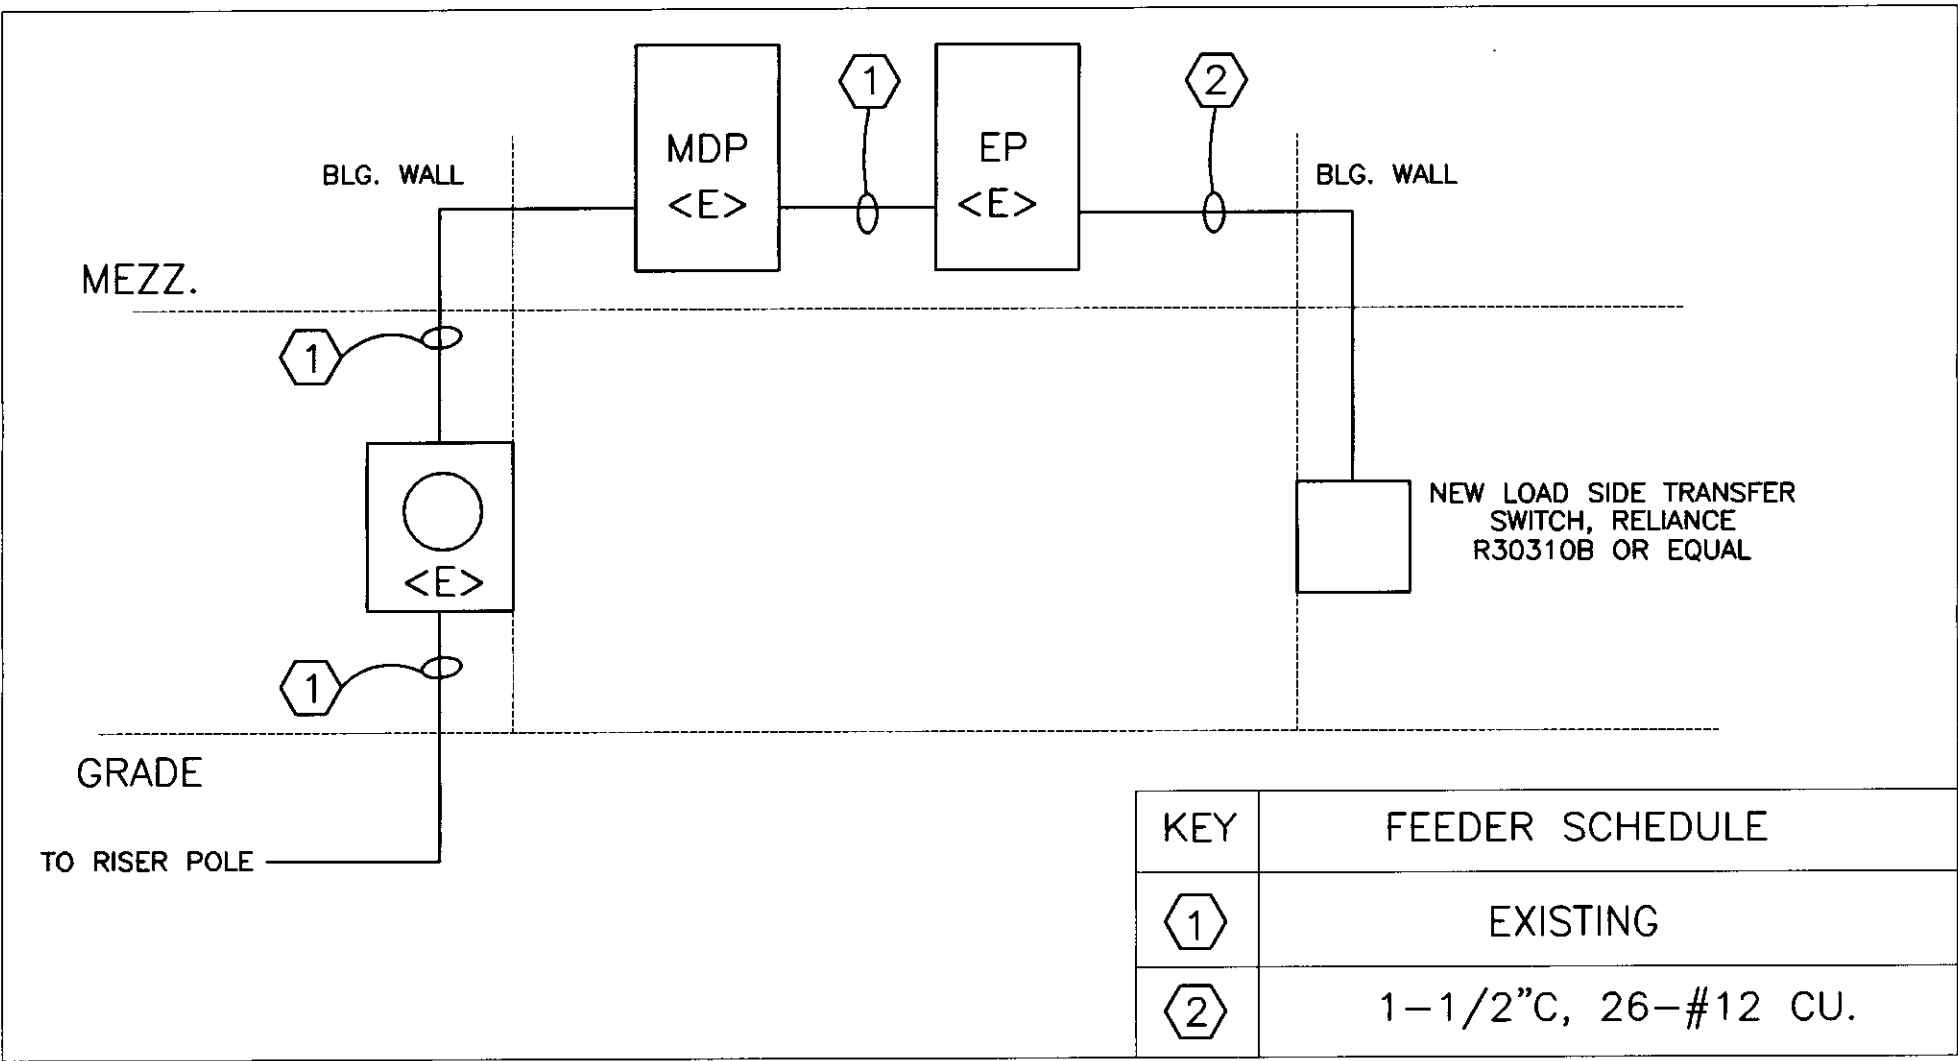 1
2
MDP
<E>
EP
<E>
BLG. WALL
BLG. WALL
MEZZ.
1
<E>
NEW LOAD SIDE TRANSFER
SWITCH, RELIANCE
R30310B OR EQUAL
1
GRADE
TO RISER POLE
KEY FEEDER SCHEDULE
1 EXISTING
2 1-1/2"C, 26-#12 CU.